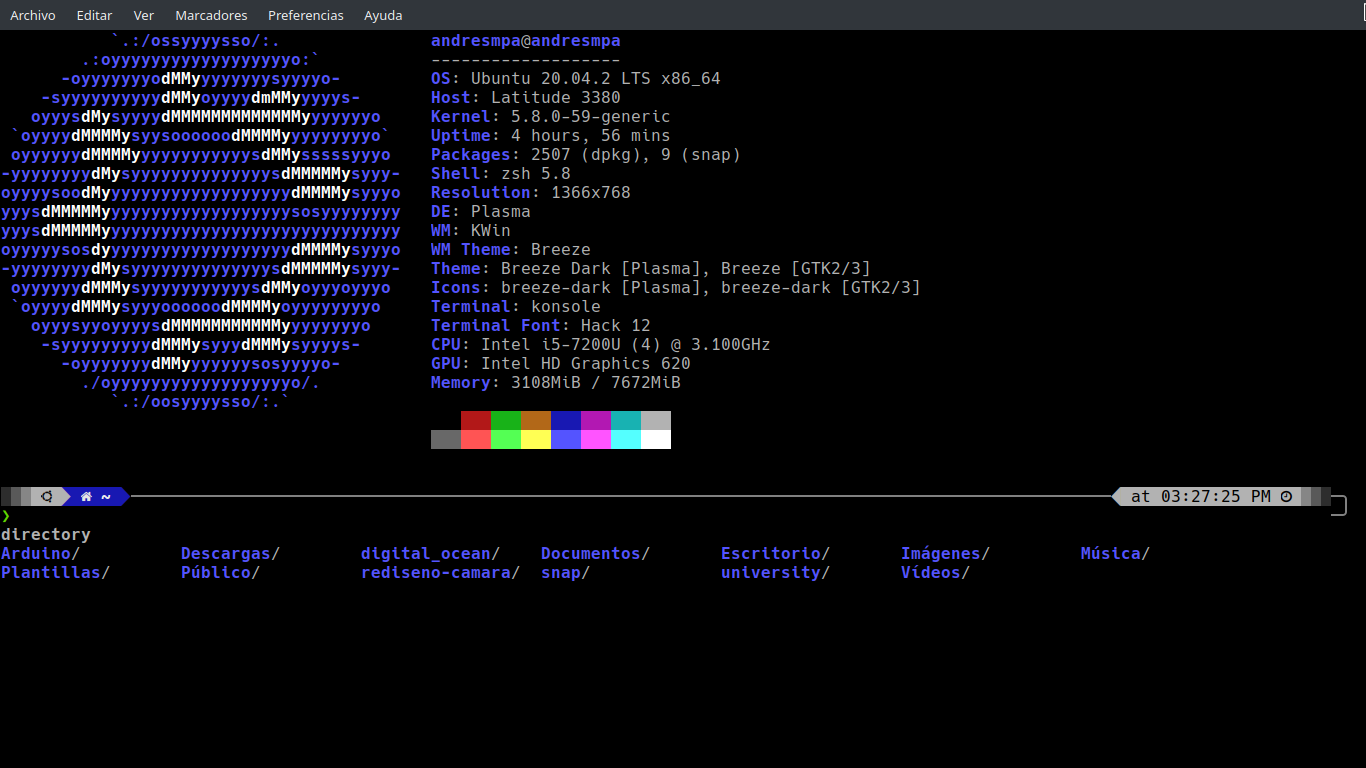 Archivo Editar Ver Marcadores Preferencias Ayuda
`.:/ossyyyysso/:.
.:oyyyyyyyyyyyyyyyyyyo:`
-oyyyyyyyodMMyyyyyyyysyyyyo-
-syyyyyyyyyydMMyoyyyydmMMyyyys-
oyyysdMysyyyydMMMMMMMMMMMMMyyyyyyyo
`oyyyydMMMMysyysoooooodMMMMyyyyyyyyyo`
oyyyyyydMMMMyyyyyyyyyyyysdMMysssssyyyo
-yyyyyyyydMysyyyyyyyyyyyyyysdMMMMMysyyy-
oyyyysoodMyyyyyyyyyyyyyyyyyyydMMMMysyyyo
yyysdMMMMMyyyyyyyyyyyyyyyyyyysosyyyyyyyy
yyysdMMMMMyyyyyyyyyyyyyyyyyyyyyyyyyyyyyy
oyyyyysosdyyyyyyyyyyyyyyyyyyydMMMMysyyyo
-yyyyyyyydMysyyyyyyyyyyyyyysdMMMMMysyyy-
oyyyyyydMMMysyyyyyyyyyyysdMMyoyyyoyyyo
`oyyyydMMMysyyyoooooodMMMMyoyyyyyyyyo
oyyysyyoyyyysdMMMMMMMMMMMyyyyyyyyo
-syyyyyyyyydMMMysyyydMMMysyyyys-
-oyyyyyyydMMyyyyyyysosyyyyo-
./oyyyyyyyyyyyyyyyyyyo/.
`.:/oosyyyysso/:.`
andresmpa@andresmpa
-------------------
OS: Ubuntu 20.04.2 LTS x86_64
Host: Latitude 3380
Kernel: 5.8.0-59-generic
Uptime: 4 hours, 56 mins
Packages: 2507 (dpkg), 9 (snap)
Shell: zsh 5.8
Resolution: 1366x768
DE: Plasma
WM: KWin
WM Theme: Breeze
Theme: Breeze Dark [Plasma], Breeze [GTK2/3]
Icons: breeze-dark [Plasma], breeze-dark [GTK2/3]
Terminal: konsole
Terminal Font: Hack 12
CPU: Intel i5-7200U (4) @ 3.100GHz
GPU: Intel HD Graphics 620
Memory: 3108MiB / 7672MiB
~ at 03:27:25 PM
❯
directory
Arduino/ Descargas/ digital_ocean/ Documentos/ Escritorio/ Imágenes/ Música/
Plantillas/ Público/ rediseno-camara/ snap/ university/ Vídeos/